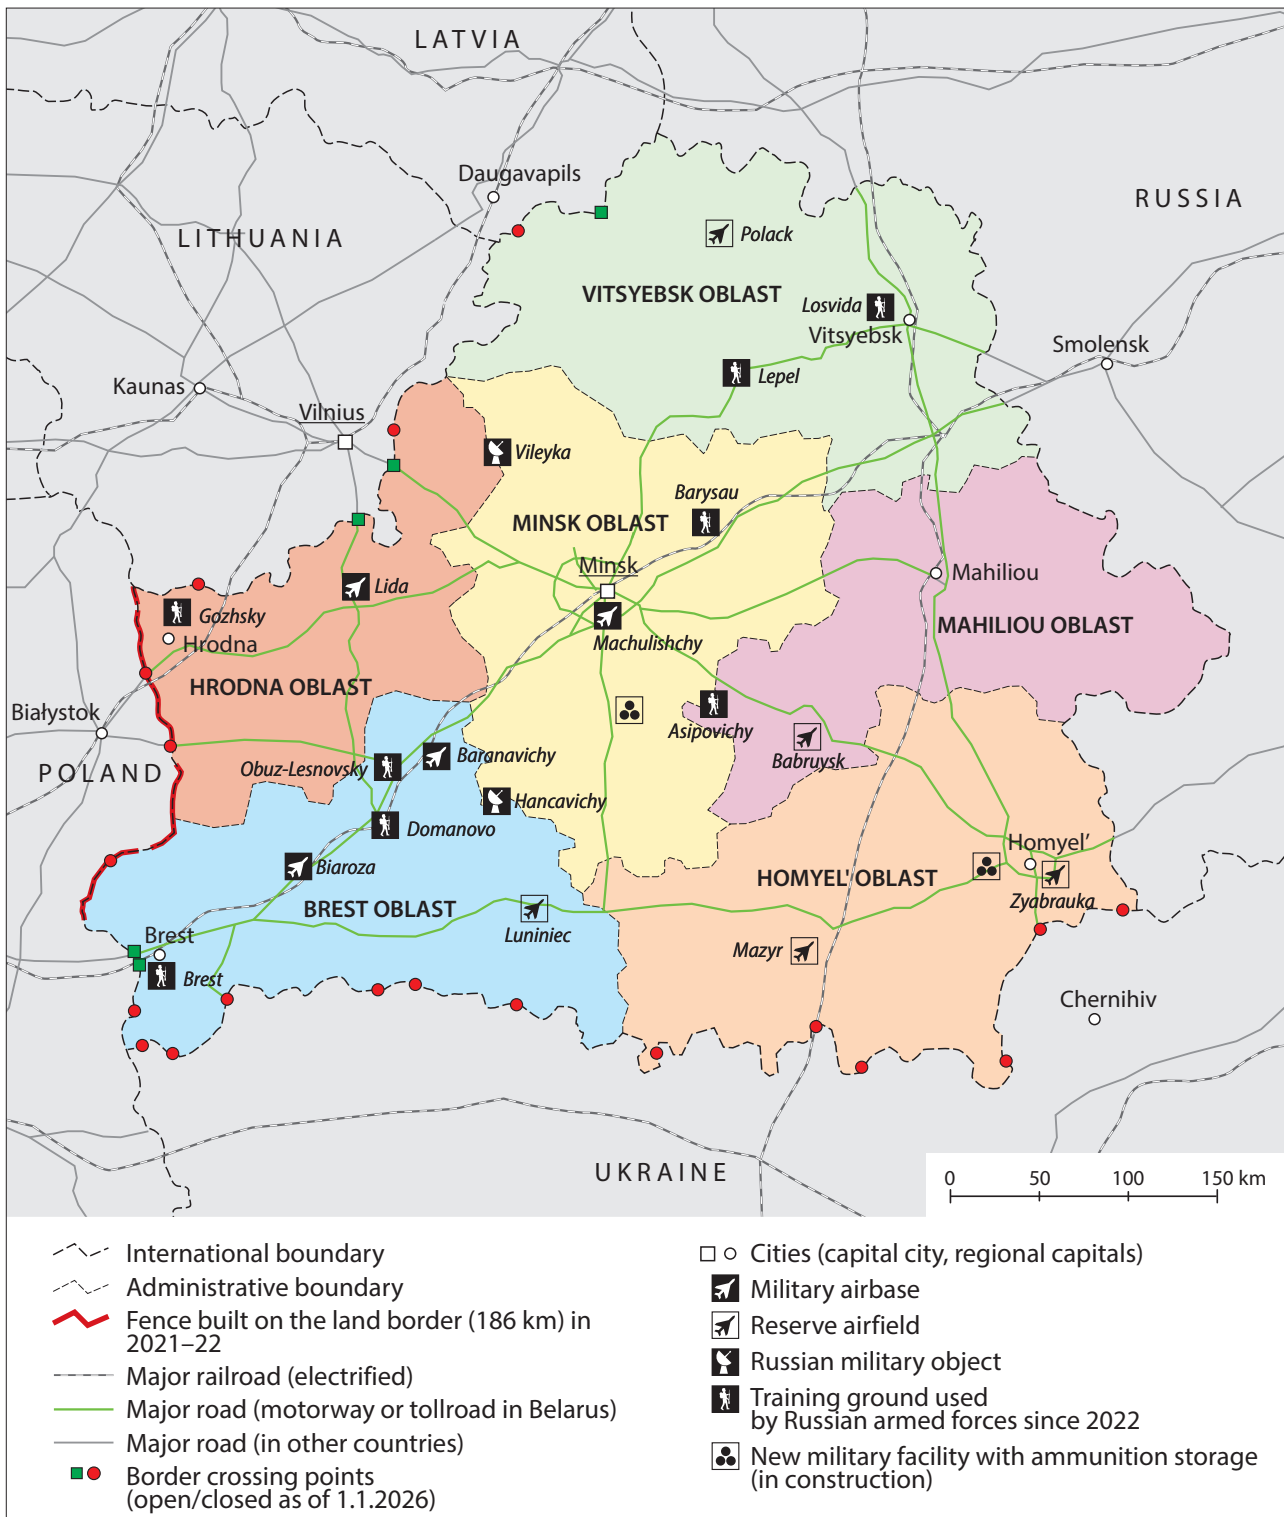 LATVIA
Daugavapils
RUSSIA
LITHUANIA
Polack
VITSYEBSK OBLAST
Losvida
Vitsyebsk
Smolensk
Kaunas
Lepel
Vilnius
Vileyka
Barysau
MINSK OBLAST
Minsk
Mahiliou
Lida
Gozhsky
Hrodna
Machulishchy
MAHILIOU OBLAST
HRODNA OBLAST
Białystok
Asipovichy
POLAND
Obuz-Lesnovsky
Baranavichy
Babruysk
Hancavichy
Domanovo
Homyel’
Biaroza
HOMYEL' OBLAST
Zyabrauka
BREST OBLAST
Luniniec
Brest
Mazyr
Brest
Chernihiv
UKRAINE
0 50 100 150 km
International boundary
Administrative boundary
Fence built on the land border (186 km) in
2021–22
Major railroad (electrified)
Major road (motorway or tollroad in Belarus)
Major road (in other countries)
Border crossing points
(open/closed as of 1.1.2026)
Cities (capital city, regional capitals)
Military airbase
Reserve airfield
Russian military object
Training ground used
by Russian armed forces since 2022
New military facility with ammunition storage
(in construction)